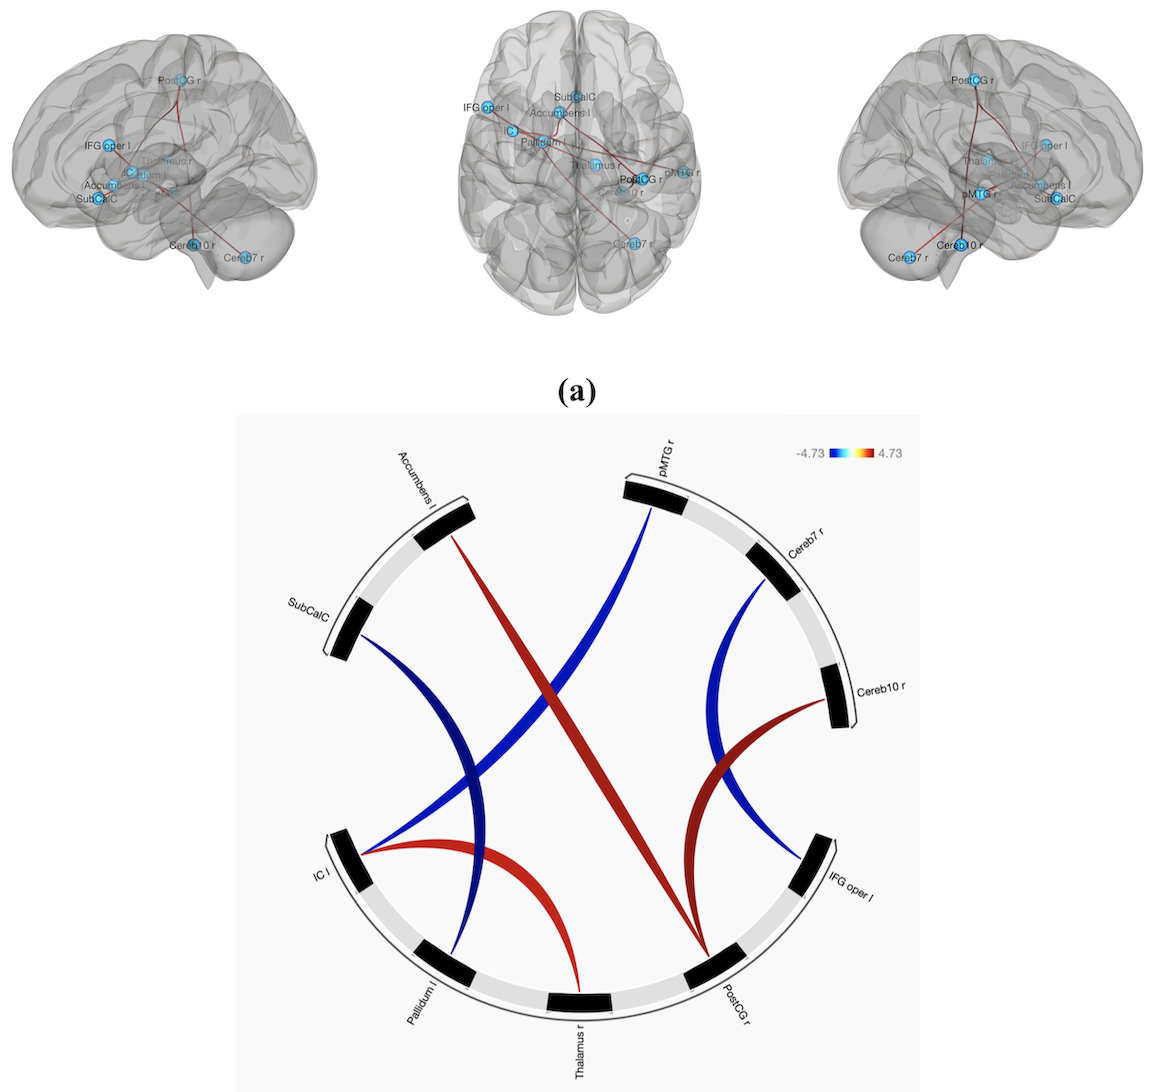 PostCG r
IFG oper l
Thalamus r
IC l
Pallidum l
Accumbens l
SubCalC
Cereb10 r
Cereb7 r
SubCalC
IFG oper l
Accumbens l
IC l
Pallidum l
Thalamus r
pMTG r
PostCG r
Cereb10 r
Cereb7 r
PostCG r
IFG oper l
Thalamus r
Pallidum l
Accumbens l
pMTG r
SubCalC
Cereb10 r
Cereb7 r
(a)
-4.73 4.73
Accumbens l
pMTG r
Cereb7 r
SubCalC
Cereb10 r
IC l
IFG oper l
Pallidum l
PostCG r
Thalamus r